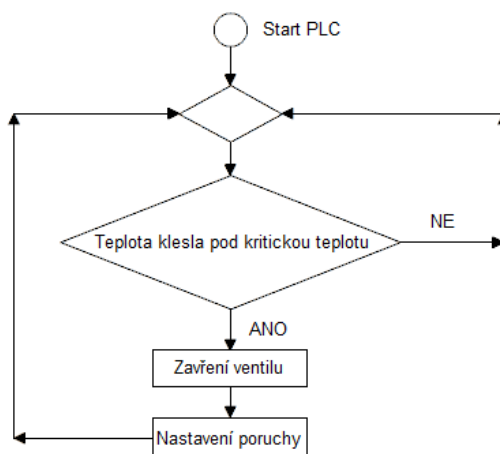 Start PLC
Teplota klesla pod kritickou teplotu
NE
ANO
Zavření ventilu
Nastavení poruchy